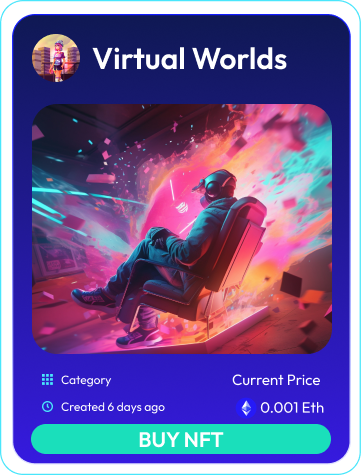 Virtual Worlds
Category
Current Price
Created 6 days ago
0.001 Eth
BUY NFT